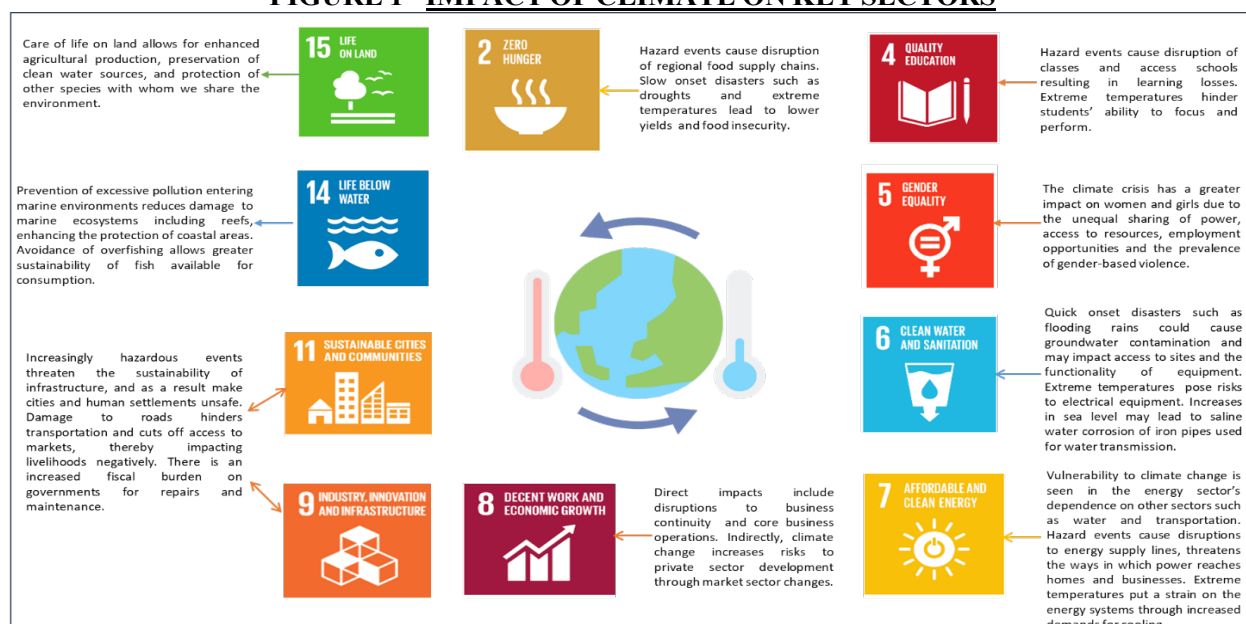 FIGURE 1 - IMPACT OF CLIMATE ON KEY SECTORS
Care of life on land allows for enhanced
agricultural production, preservation of
clean water sources, and protection of
other species with whom we share the
environment.
15 LIFE
ON LAND
2 ZERO
HUNGER
Hazard events cause disruption
of regional food supply chains.
Slow onset disasters such as
droughts and extreme
temperatures lead to lower
yields and food insecurity.
4 QUALITY
EDUCATION
Hazard events cause disruption of
classes and access schools
resulting in learning losses.
Extreme temperatures hinder
students’ ability to focus and
perform.
Prevention of excessive pollution entering
marine environments reduces damage to
marine ecosystems including reefs,
enhancing the protection of coastal areas.
Avoidance of overfishing allows greater
sustainability of fish available for
consumption.
14 LIFE BELOW
WATER
5 GENDER
EQUALITY
The climate crisis has a greater
impact on women and girls due to
the unequal sharing of power,
access to resources, employment
opportunities and the prevalence
of gender-based violence.
Increasingly hazardous events
threaten the sustainability of
infrastructure, and as a result make
cities and human settlements unsafe.
Damage to roads hinders
transportation and cuts off access to
markets, thereby impacting
livelihoods negatively. There is an
increased fiscal burden on
governments for repairs and
maintenance.
11 SUSTAINABLE CITIES
AND COMMUNITIES
6 CLEAN WATER
AND SANITATION
Quick onset disasters such as
flooding rains could cause
groundwater contamination and
may impact access to sites and the
functionality of equipment.
Extreme temperatures pose risks
to electrical equipment. Increases
in sea level may lead to saline
water corrosion of iron pipes used
for water transmission.
9 INDUSTRY, INNOVATION
AND INFRASTRUCTURE
8 DECENT WORK AND
ECONOMIC GROWTH
Direct impacts include
disruptions to business
continuity and core business
operations. Indirectly, climate
change increases risks to
private sector development
through market sector changes.
7 AFFORDABLE AND
CLEAN ENERGY
Vulnerability to climate change is
seen in the energy sector’s
dependence on other sectors such
as water and transportation.
Hazard events cause disruptions
to energy supply lines, threatens
the ways in which power reaches
homes and businesses. Extreme
temperatures put a strain on the
energy systems through increased
demands for cooling.